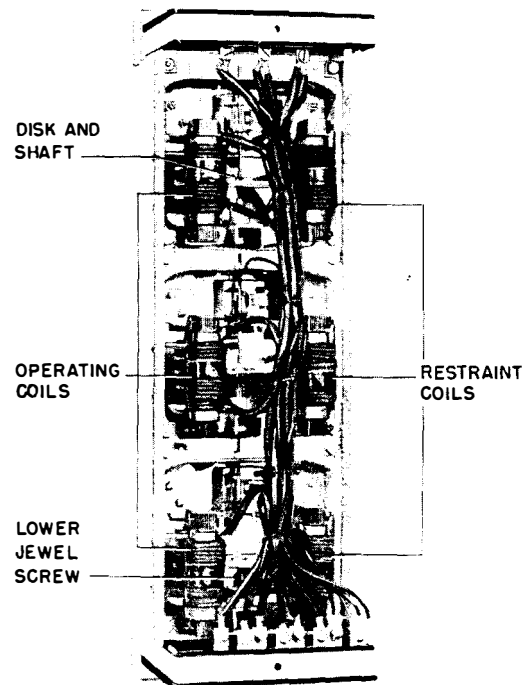 DISK AND
SHAFT
OPERATING
COILS
RESTRAINT
COILS
LOWER
JEWEL
SCREW